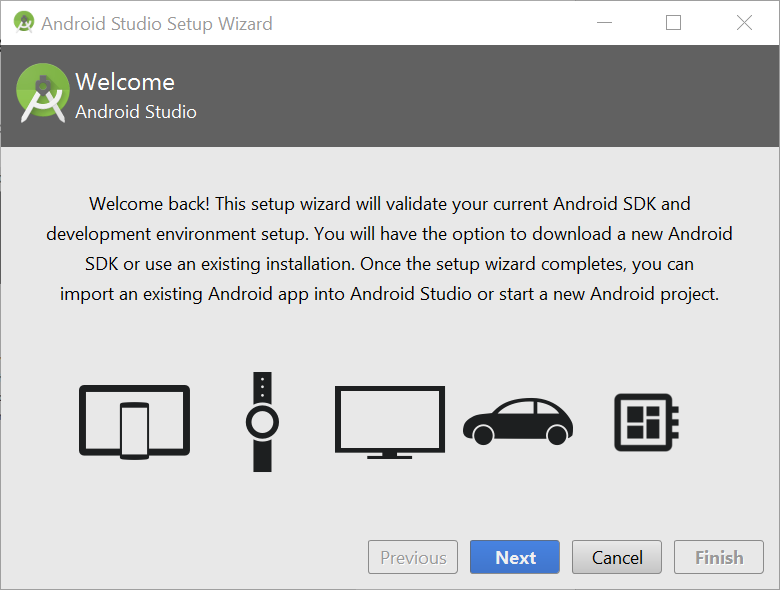 Android Studio Setup Wizard
Welcome
Android Studio
Welcome back! This setup wizard will validate your current Android SDK and
development environment setup. You will have the option to download a new Android
SDK or use an existing installation. Once the setup wizard completes, you can
import an existing Android app into Android Studio or start a new Android project.
Previous Next Cancel Finish